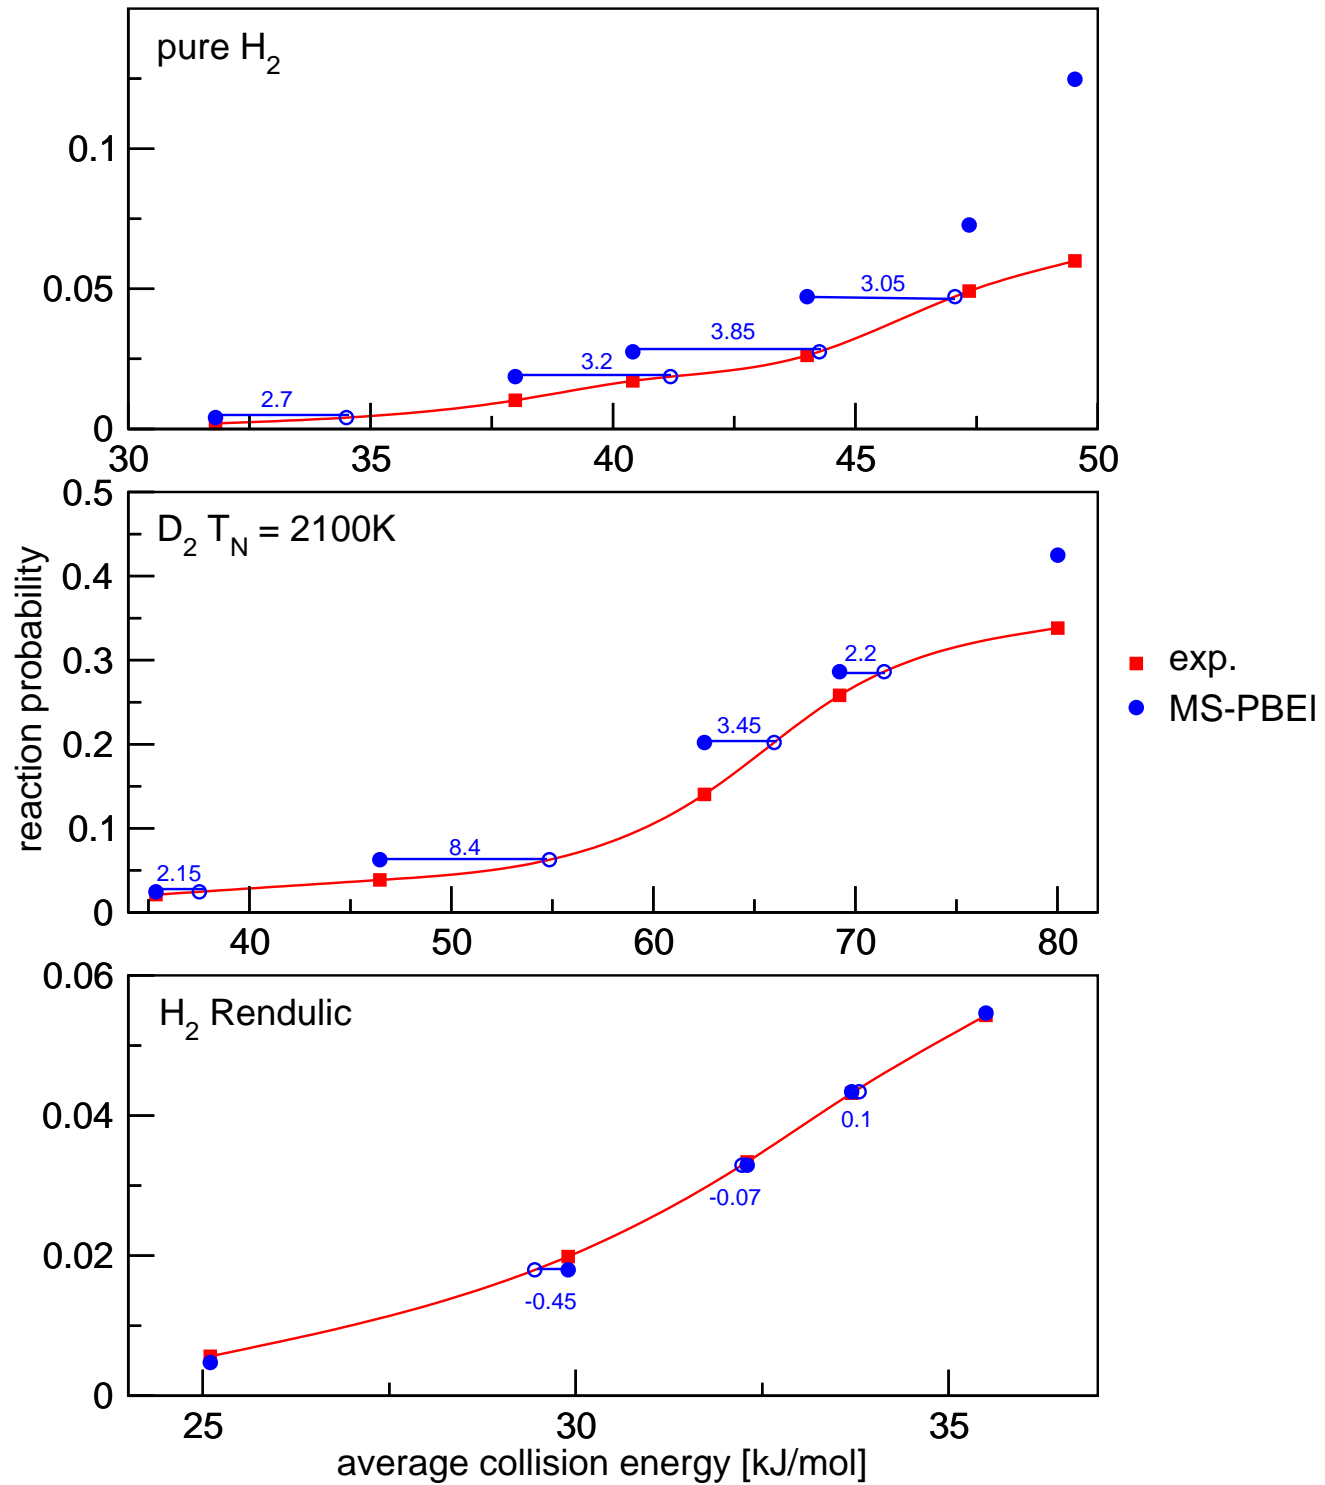 pure H2
0.1
0.05
0
3.05
3.85
3.2
2.7
30 35 40 45 50
D2 TN = 2100K
0.5
0.4
0.3
0.2
0.1
0
2.2
3.45
8.4
2.15
40 50 60 70 80
reaction probability
exp.
MS-PBEl
H2 Rendulic
0.06
0.04
0.02
0
0.1
-0.07
-0.45
25 30 35
average collision energy [kJ/mol]